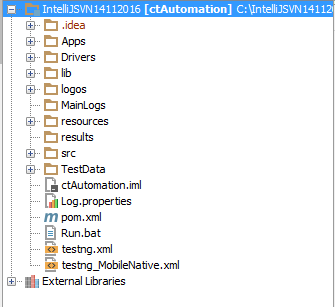 IntelliJSVN14112016 [ctAutomation] C:\IntelliJSVN14112
.idea
Apps
Drivers
lib
logos
MainLogs
resources
results
src
TestData
ctAutomation.iml
Log.properties
pom.xml
Run.bat
testng.xml
testng_MobileNative.xml
External Libraries